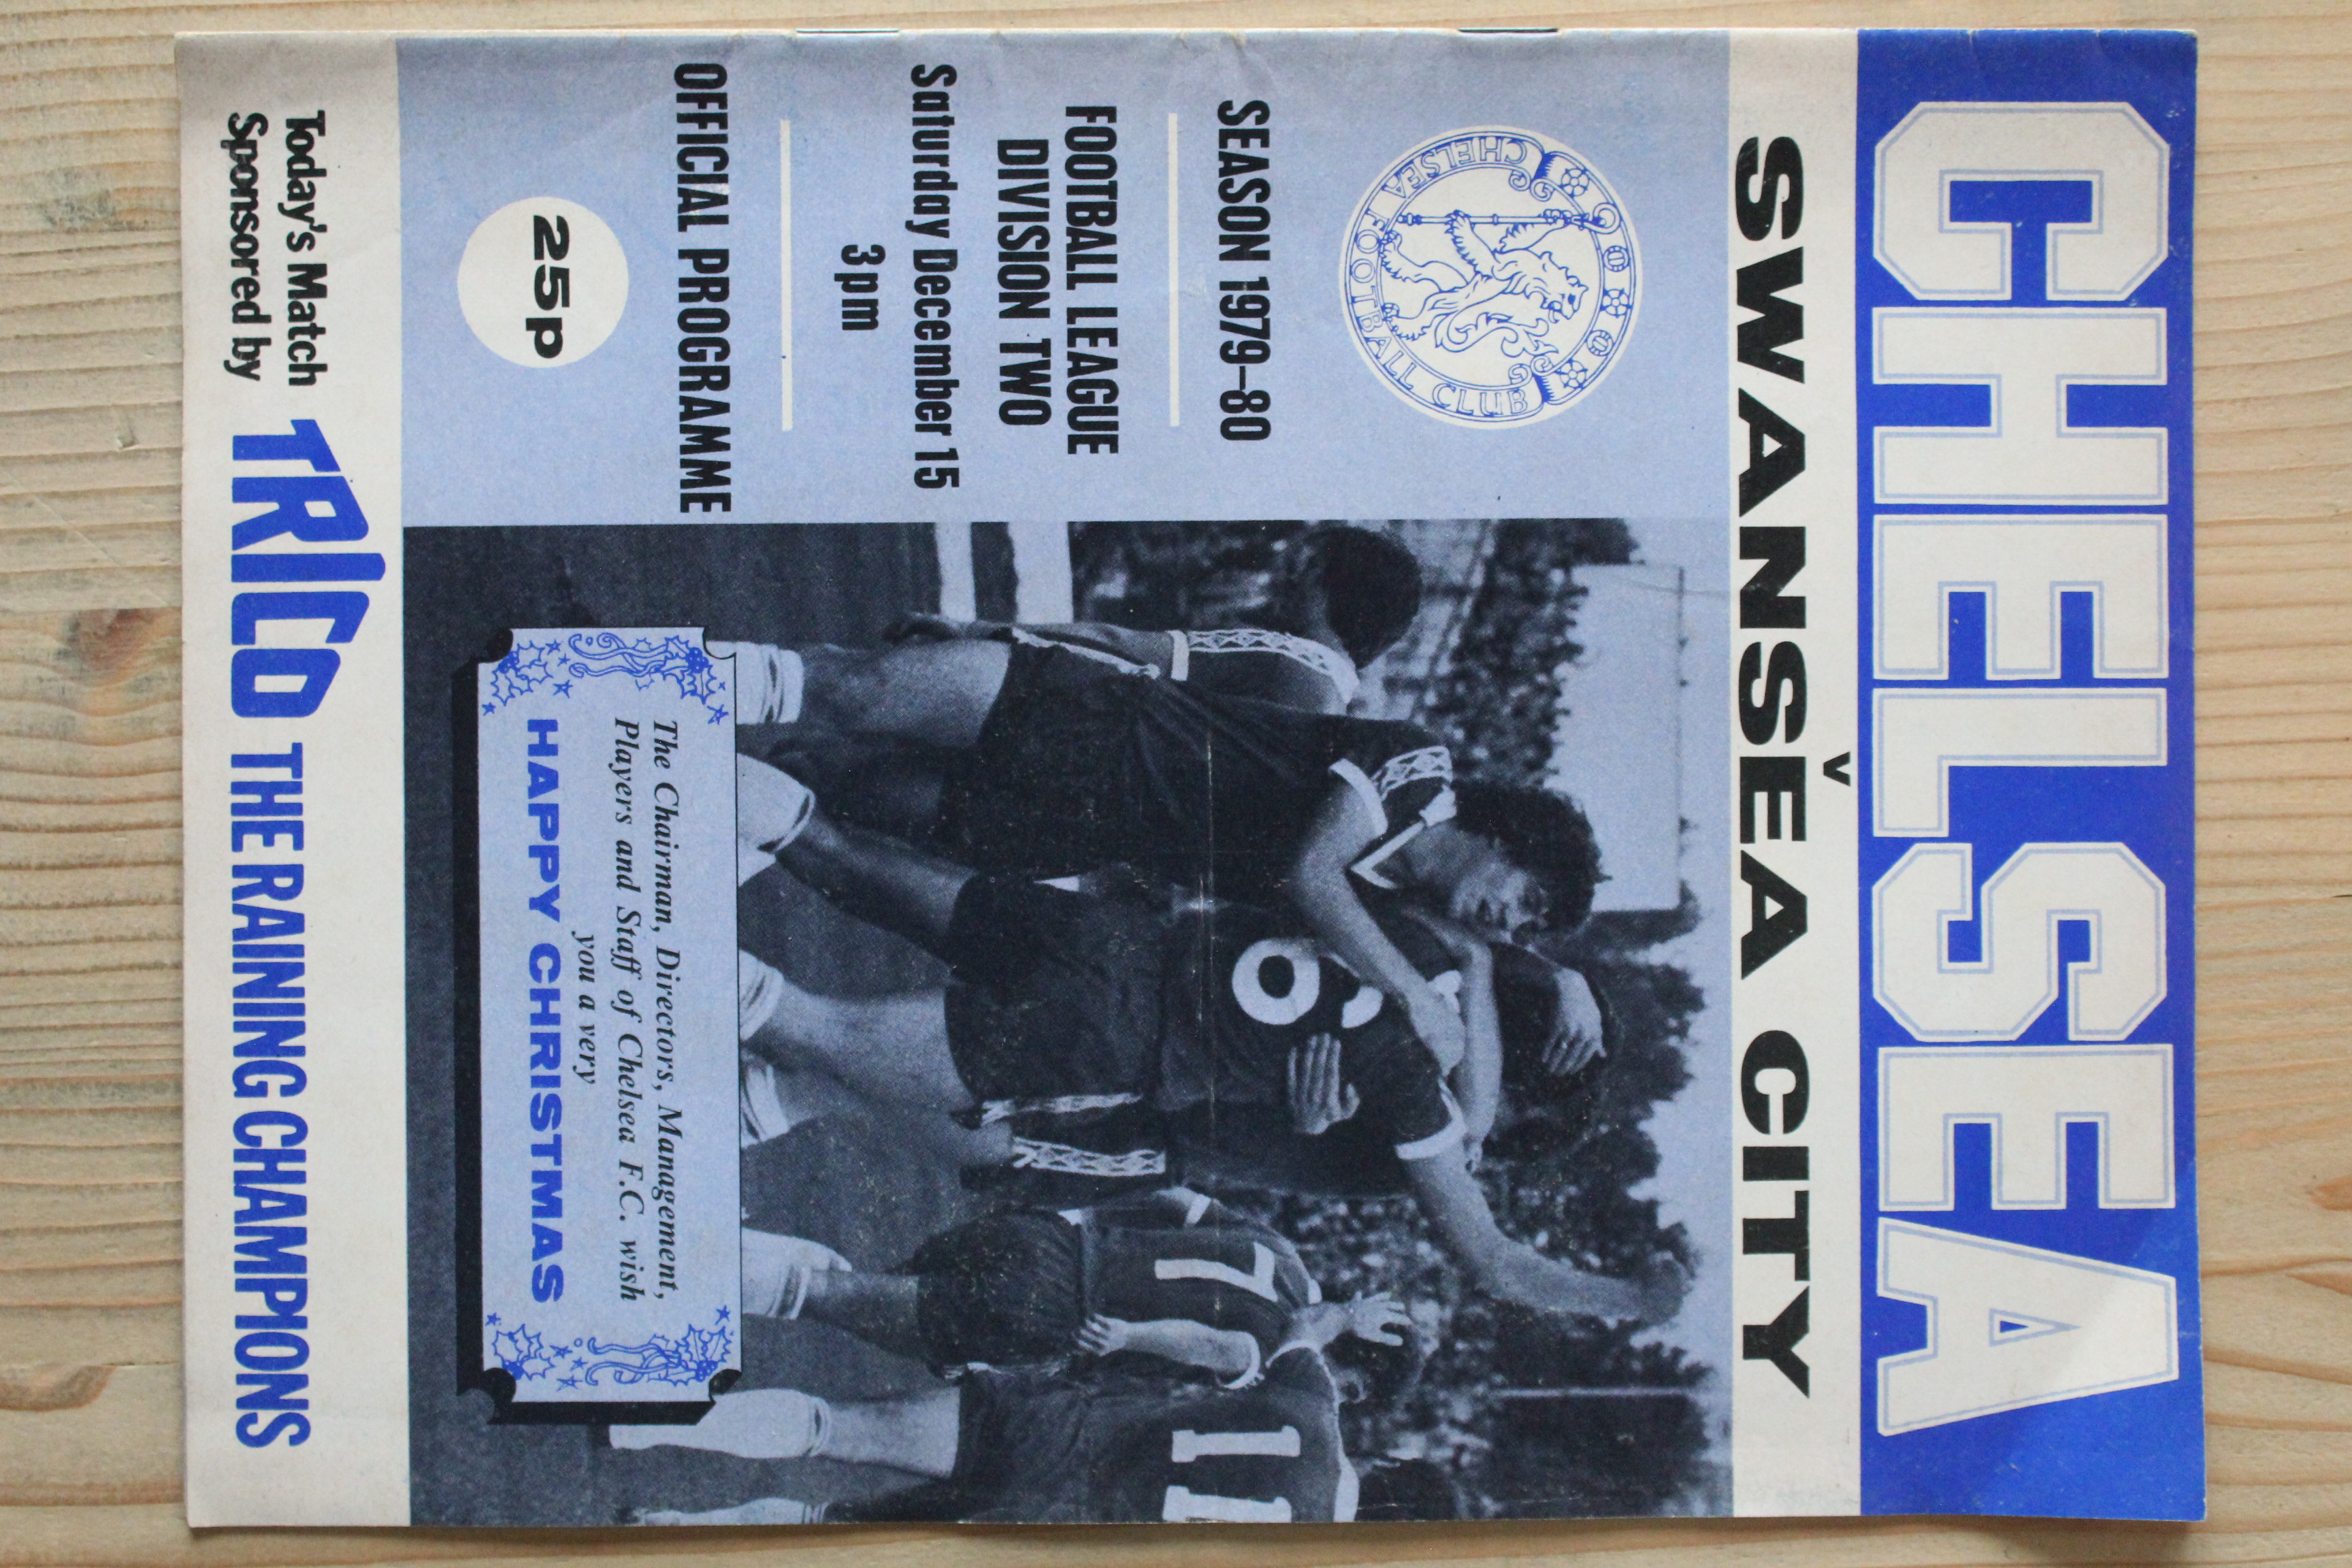 CHELSEA
v
SWANSEA CITY
CHELSEA FOOTBALL CLUB
SEASON 1979–80
FOOTBALL LEAGUE
DIVISION TWO
Saturday December 15
3pm
OFFICIAL PROGRAMME
25p
7
The Chairman, Directors, Management,
Players and Staff of Chelsea F.C. wish
you a very
HAPPY CHRISTMAS
Today's Match
Sponsored by
TRICO THE RAINING CHAMPIONS